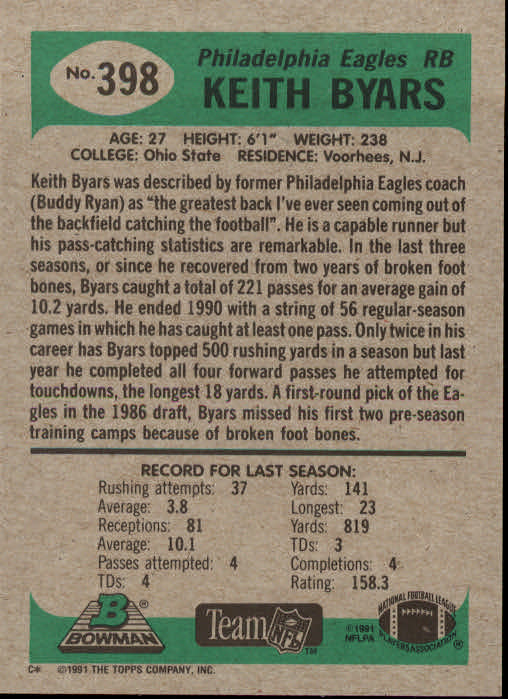 No. 398
Philadelphia Eagles RB
KEITH BYARS
AGE: 27 HEIGHT: 6'1" WEIGHT: 238
COLLEGE: Ohio State RESIDENCE: Voorhees, N.J.
Keith Byars was described by former Philadelphia Eagles coach
(Buddy Ryan) as "the greatest back I've ever seen coming out of
the backfield catching the football". He is a capable runner but
his pass-catching statistics are remarkable. In the last three
seasons, or since he recovered from two years of broken foot
bones, Byars caught a total of 221 passes for an average gain of
10.2 yards. He ended 1990 with a string of 56 regular-season
games in which he has caught at least one pass. Only twice in his
career has Byars topped 500 rushing yards in a season but last
year he completed all four forward passes he attempted for
touchdowns, the longest 18 yards. A first-round pick of the Ea-
gles in the 1986 draft, Byars missed his first two pre-season
training camps because of broken foot bones.
RECORD FOR LAST SEASON:
Rushing attempts: 37 Yards: 141
Average: 3.8 Longest: 23
Receptions: 81 Yards: 819
Average: 10.1 TDs: 3
Passes attempted: 4 Completions: 4
TDs: 4 Rating: 158.3
B®
BOWMAN
Team NFL™
©1991
NFLPA
NATIONAL FOOTBALL LEAGUE
PLAYERS ASSOCIATION
C* ©1991 THE TOPPS COMPANY, INC.